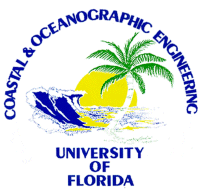 COASTAL & OCEANOGRAPHIC ENGINEERING
UNIVERSITY
OF
FLORIDA